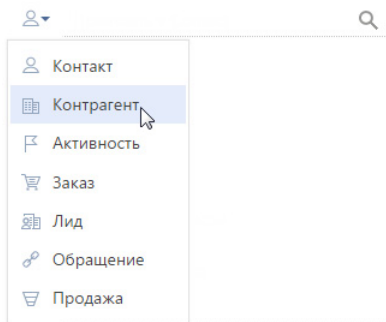 Контакт
Контрагент
Активность
Заказ
Лид
Обращение
Продажа